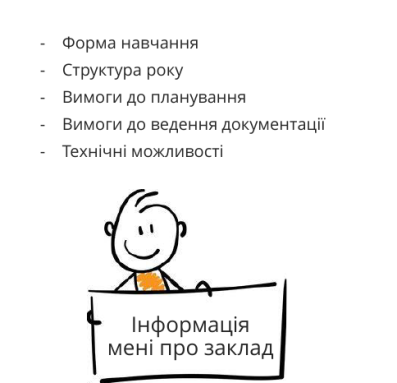 - Форма навчання
- Структура року
- Вимоги до планування
- Вимоги до ведення документації
- Технічні можливості
Інформація
мені про заклад